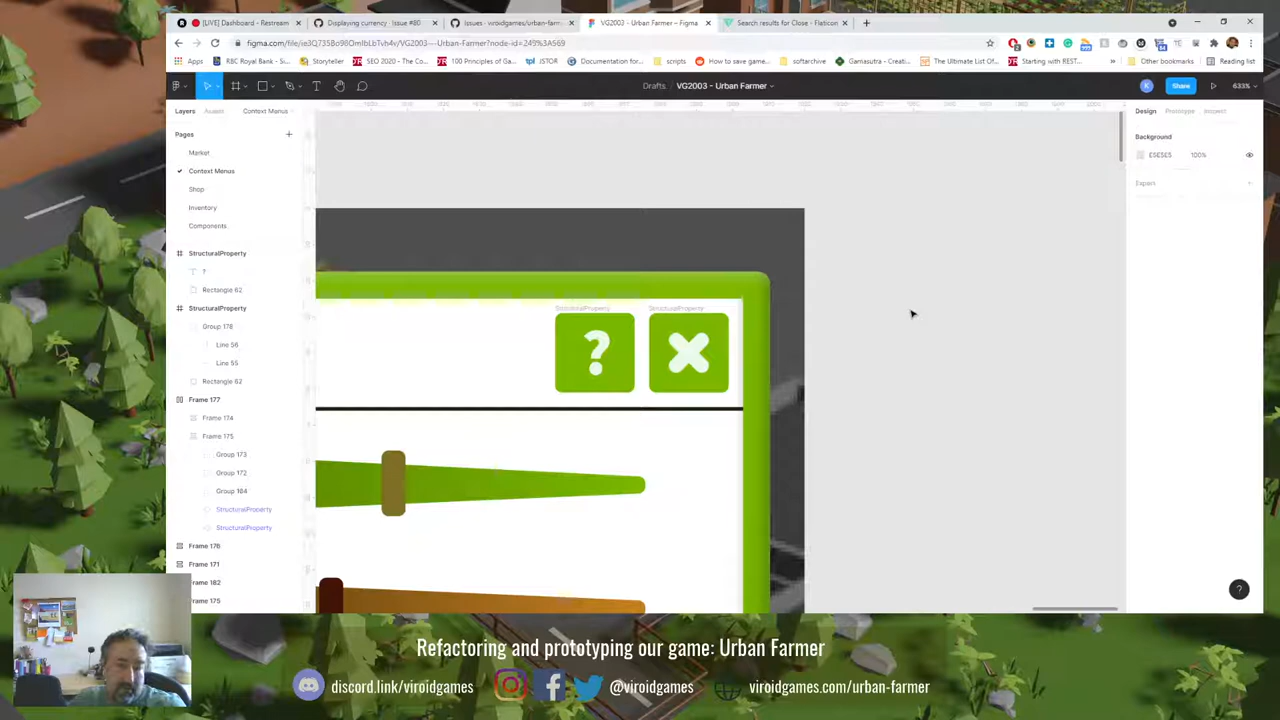 [LIVE] Dashboard - Restream
Displaying currency · Issue #80
Issues · viroidgames/urban-farm
VG2003 - Urban Farmer – Figma
Search results for Close - Flaticon
Apps
RBC Royal Bank - Si...
Storyteller
SEO 2020 - The Co...
100 Principles of Ga...
JSTOR
Documentation for...
scripts
How to save game...
softarchive
Gamasutra - Gavin...
The Ultimate List Of...
Starting with REST...
Other bookmarks
Reading list
Drafts
VG2003 - Urban Farmer
K
Share
633%
Layers
Assets
Context Menus
Design
Prototype
Inspect
Pages
Market
Context Menus
Shop
Inventory
Components
Background
E5E5E5
100%
Export
StructuralProperty
?
Rectangle 62
StructuralProperty
Group 178
Line 56
Line 55
Rectangle 62
Frame 177
Frame 174
Frame 175
Group 173
Group 172
Group 164
StructuralProperty
StructuralProperty
Frame 176
Frame 171
Frame 182
Frame 175
StructuralProperty
StructuralProperty
?
?
Refactoring and prototyping our game: Urban Farmer
discord.link/viroidgames
@viroidgames
viroidgames.com/urban-farmer